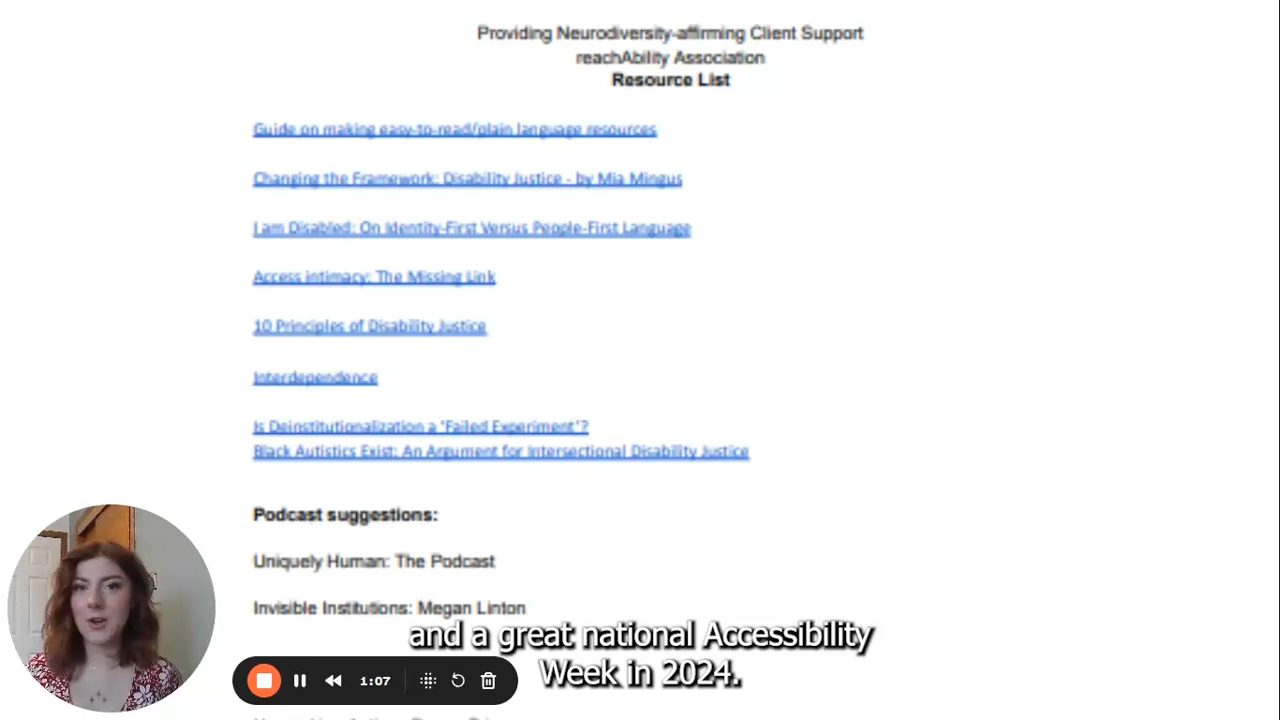 Providing Neurodiversity-affirming Client Support
reachAbility Association
Resource List
Guide on making easy-to-read/plain language resources
Changing the Framework: Disability Justice - by Mia Mingus
I am Disabled: On Identity-First Versus People-First Language
Access intimacy: The Missing Link
10 Principles of Disability Justice
Interdependence
Is Deinstitutionalization a 'Failed Experiment'?
Black Autistics Exist: An Argument for Intersectional Disability Justice
Podcast suggestions:
Uniquely Human: The Podcast
Invisible Institutions: Megan Linton
and a great national Accessibility
Week in 2024.
1:07